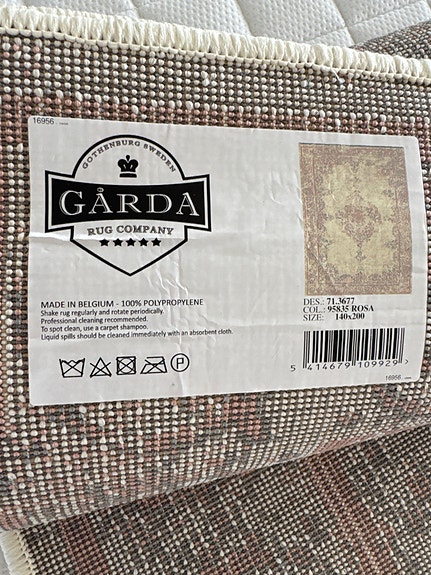 16956
GOTHENBURG SWEDEN
GÅRDA
RUG COMPANY
MADE IN BELGIUM - 100% POLYPROPYLENE
Shake rug regularly and rotate periodically.
Professional cleaning recommended.
To spot clean, use a carpet shampoo.
Liquid spills should be cleaned immediately with an absorbent cloth.
P
DES.: 71.3677
COL.: 95835 ROSA
SIZE: 140x200
5 414679 109929 >
16956